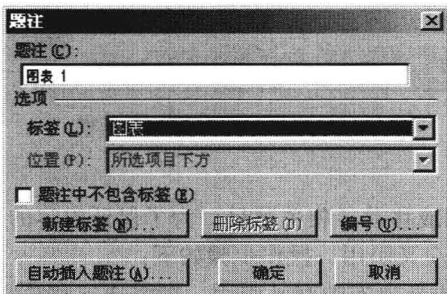 题注
题注(C):
图表 1
选项
标签(L): 图表
位置(P): 所选项目下方
题注中不包含标签(E)
新建标签(N)... 删除标签(D) 编号(U)...
自动插入题注(A)... 确定 取消